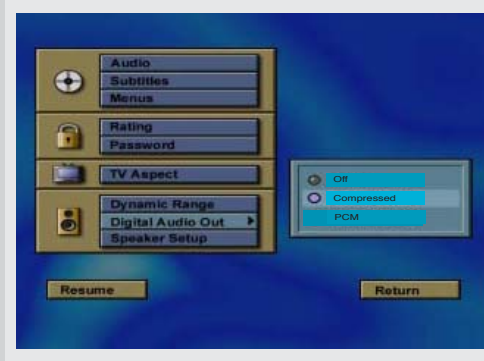 Audio
Subtitles
Menus
Rating
Password
TV Aspect
Dynamic Range
Digital Audio Out
Speaker Setup
Off
Compressed
PCM
Resume
Return